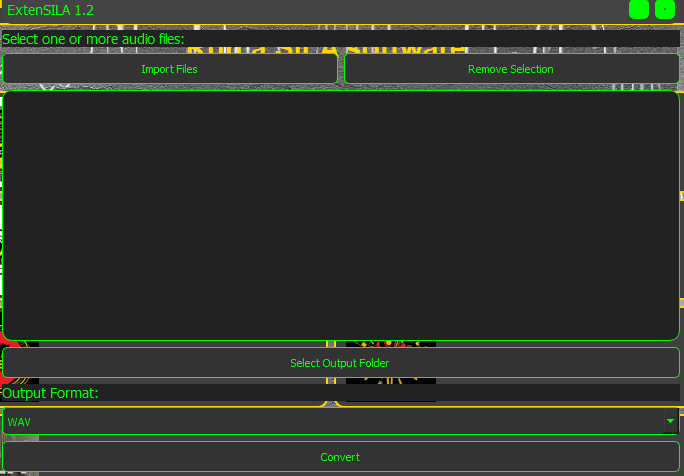 ExtenSILA 1.2
Select one or more audio files:
Import Files
Remove Selection
Select Output Folder
Output Format:
WAV
Convert